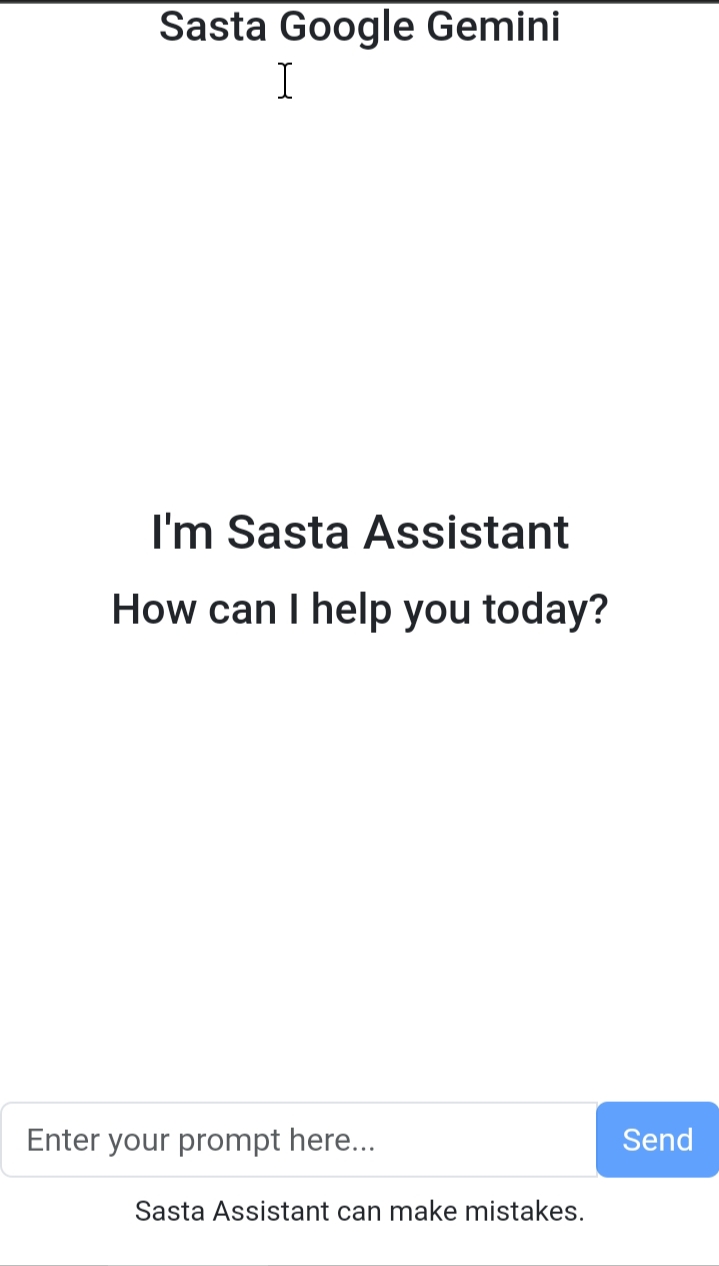 Sasta Google Gemini
I'm Sasta Assistant
How can I help you today?
Enter your prompt here...
Send
Sasta Assistant can make mistakes.